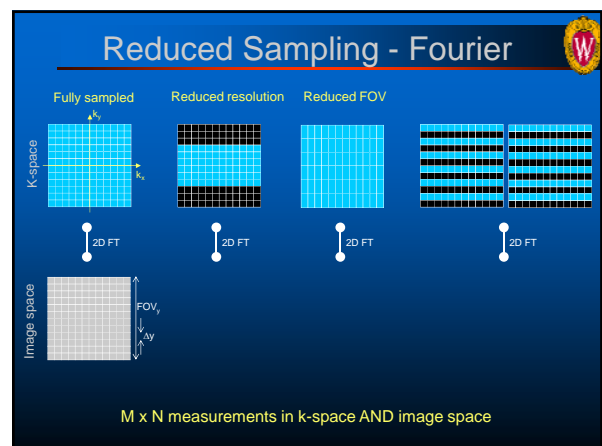 Reduced Sampling - Fourier
W
Fully sampled
Reduced resolution
Reduced FOV
K-space
ky
kx
2D FT
2D FT
2D FT
2D FT
Image space
FOVy
Δy
M x N measurements in k-space AND image space